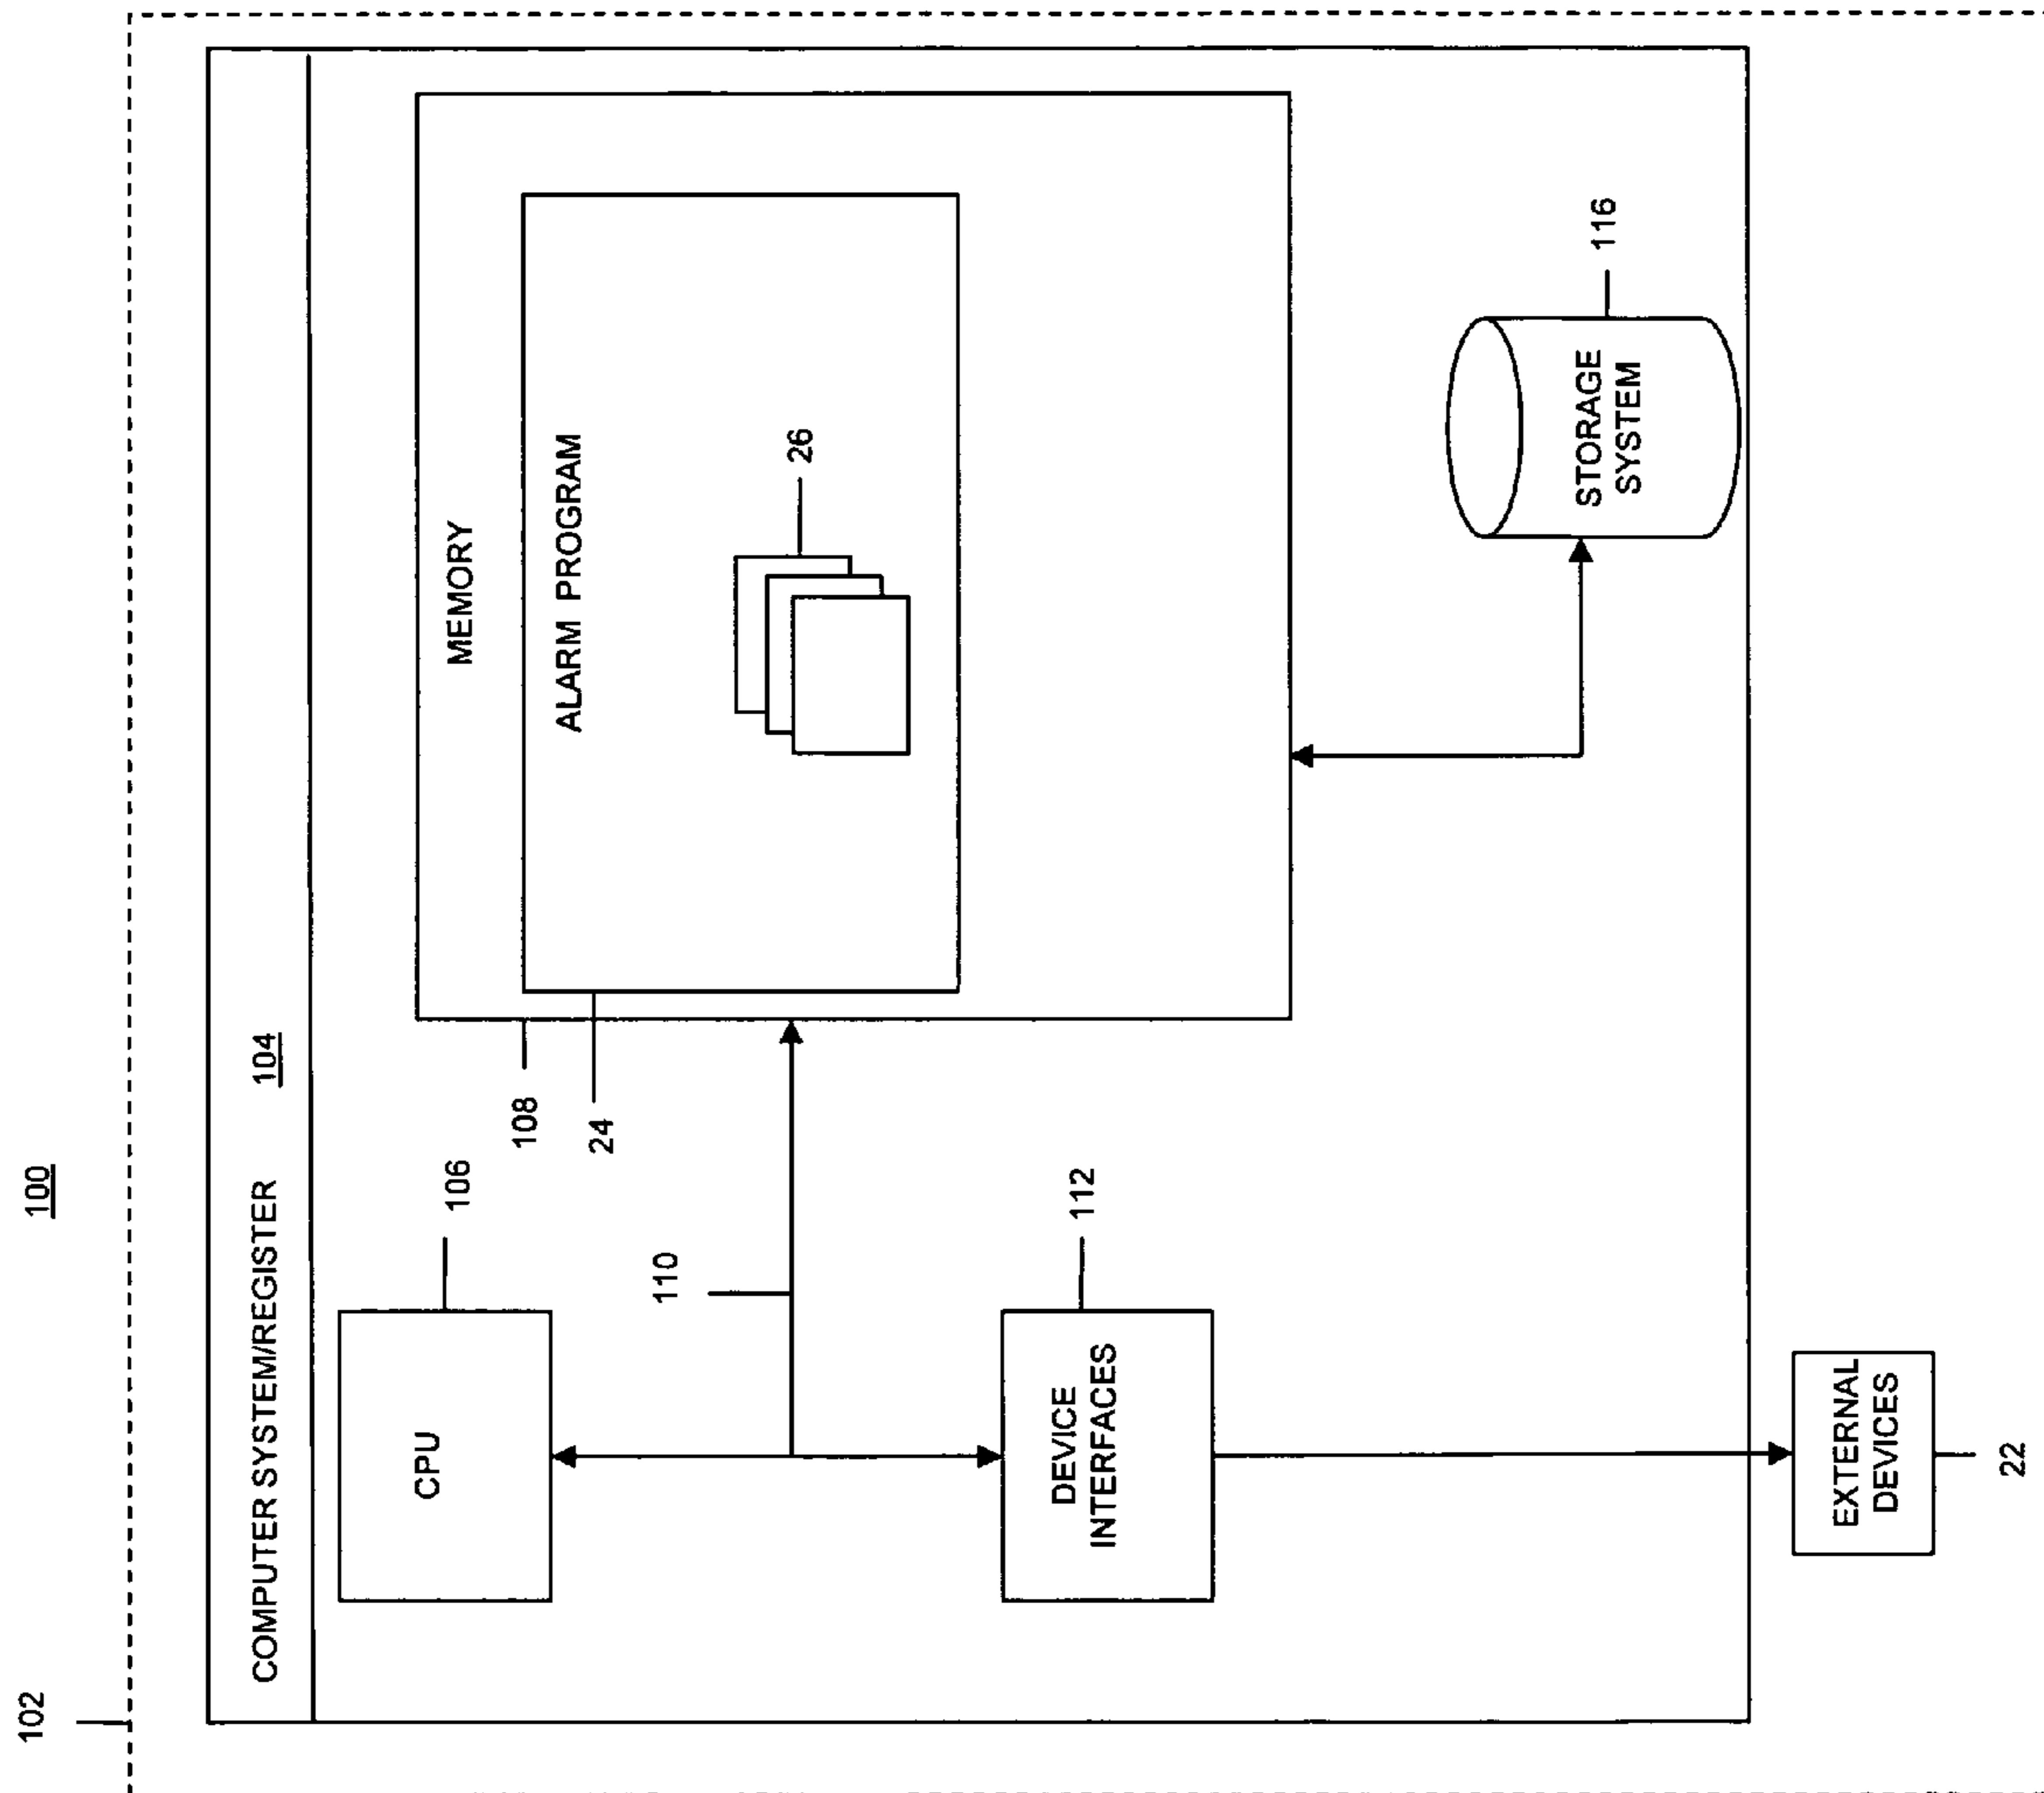 100
102
COMPUTER SYSTEM/REGISTER 104
CPU
106
MEMORY
108
24
ALARM PROGRAM
26
110
DEVICE
INTERFACES
112
STORAGE
SYSTEM
116
EXTERNAL
DEVICES
22